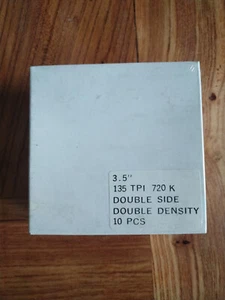 3.5"
135 TPI 720 K
DOUBLE SIDE
DOUBLE DENSITY
10 PCS